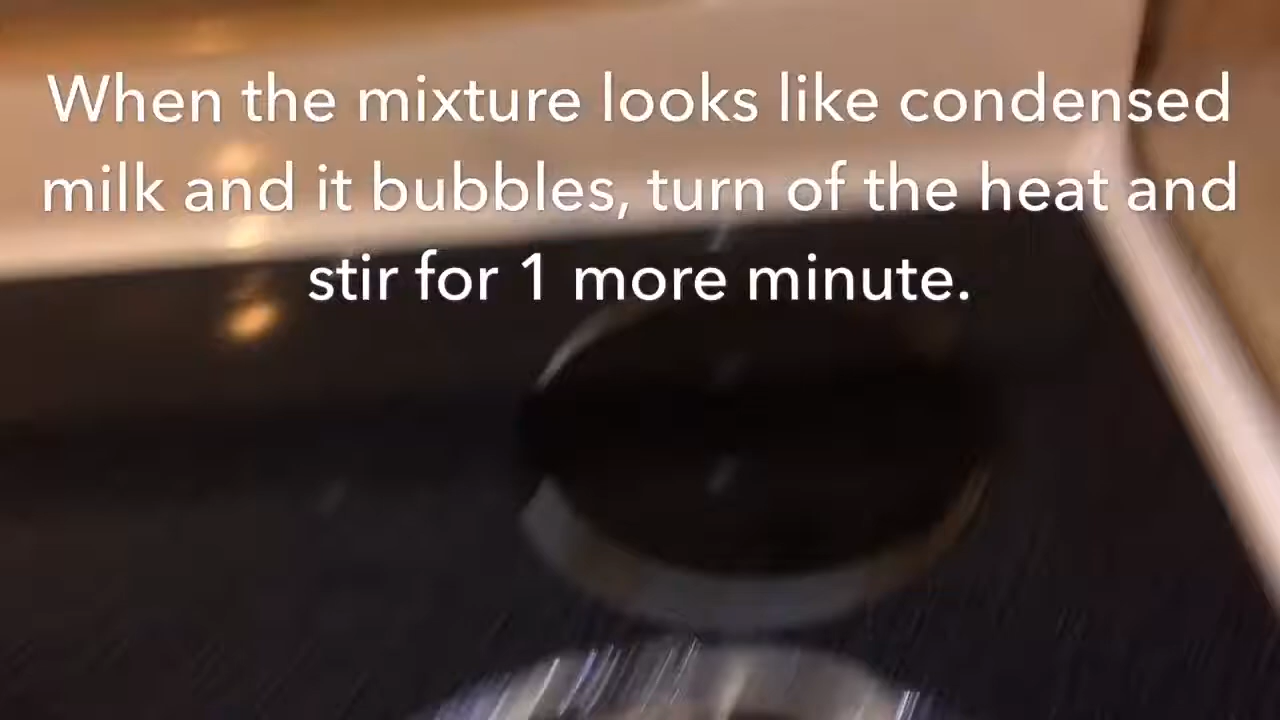 When the mixture looks like condensed
milk and it bubbles, turn of the heat and
stir for 1 more minute.